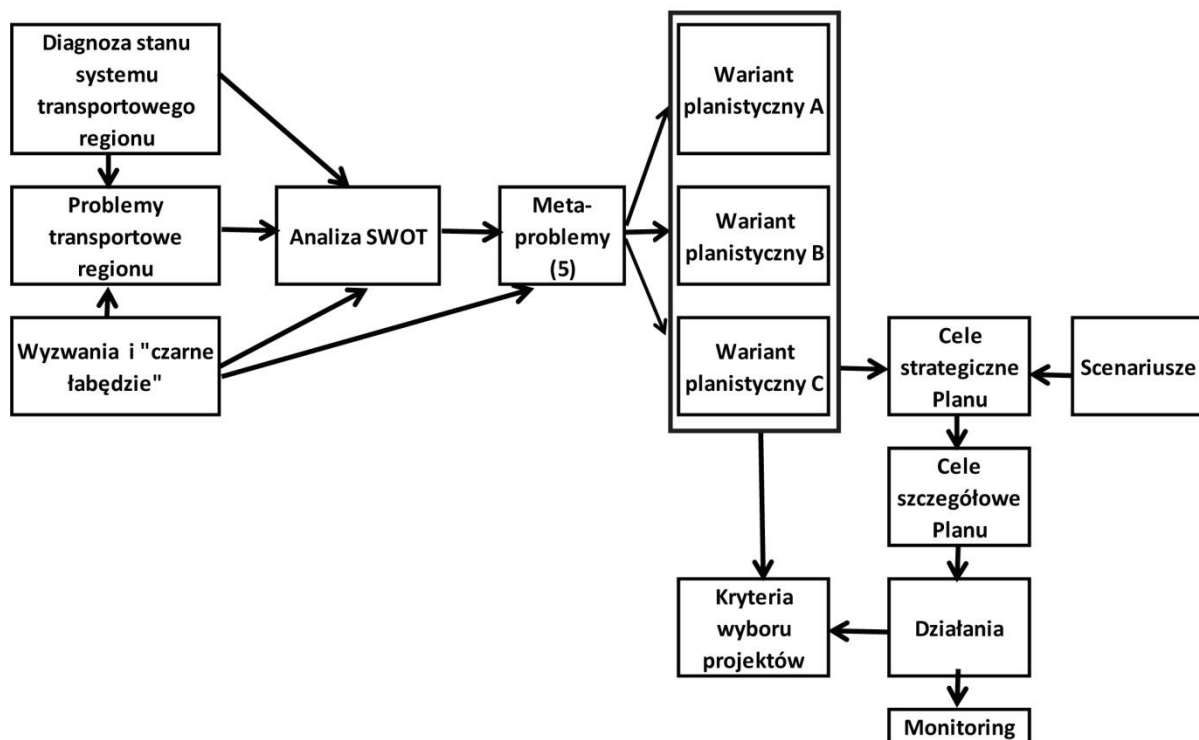 Diagnoza stanu
systemu
transportowego
regionu
Problemy
transportowe
regionu
Wyzwania i "czarne
łabędzie"
Analiza SWOT
Meta-
problemy
(5)
Wariant
planistyczny A
Wariant
planistyczny B
Wariant
planistyczny C
Cele
strategiczne
Planu
Scenariusze
Cele
szczegółowe
Planu
Kryteria
wyboru
projektów
Działania
Monitoring